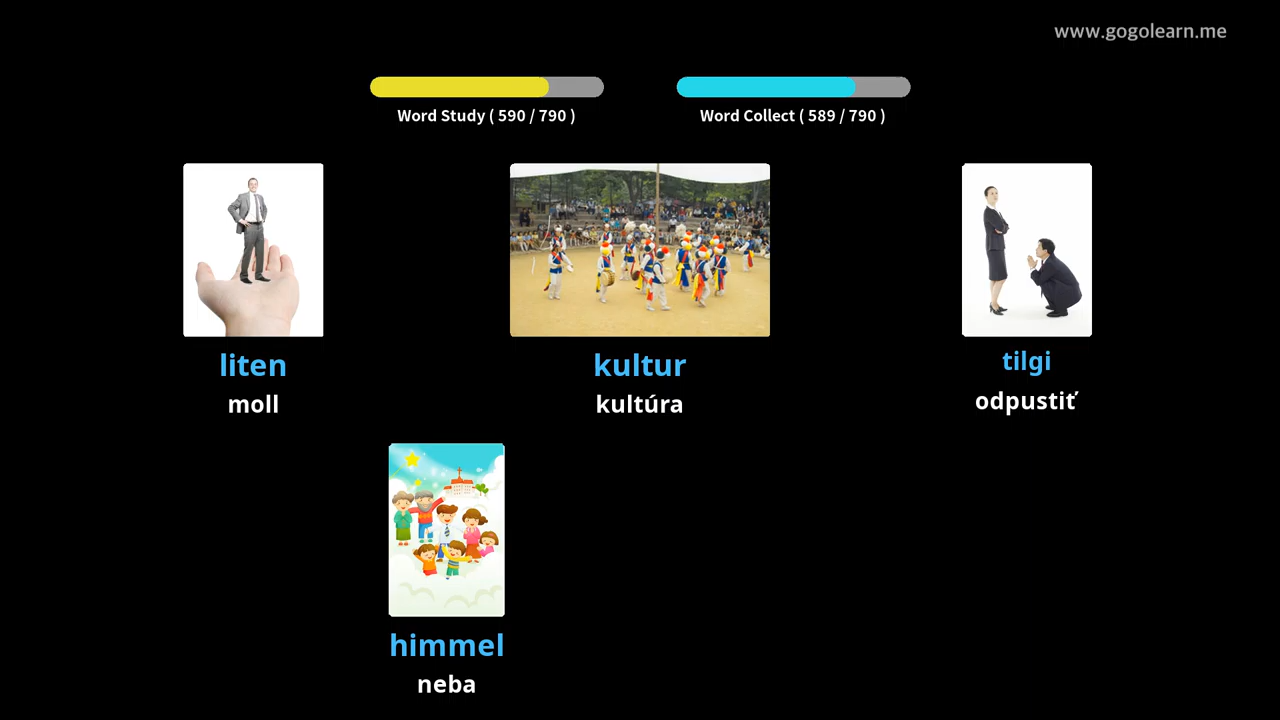 www.gogolearn.me
Word Study ( 590 / 790 )
Word Collect ( 589 / 790 )
liten
kultur
tilgi
moll
kultúra
odpustiť
himmel
neba